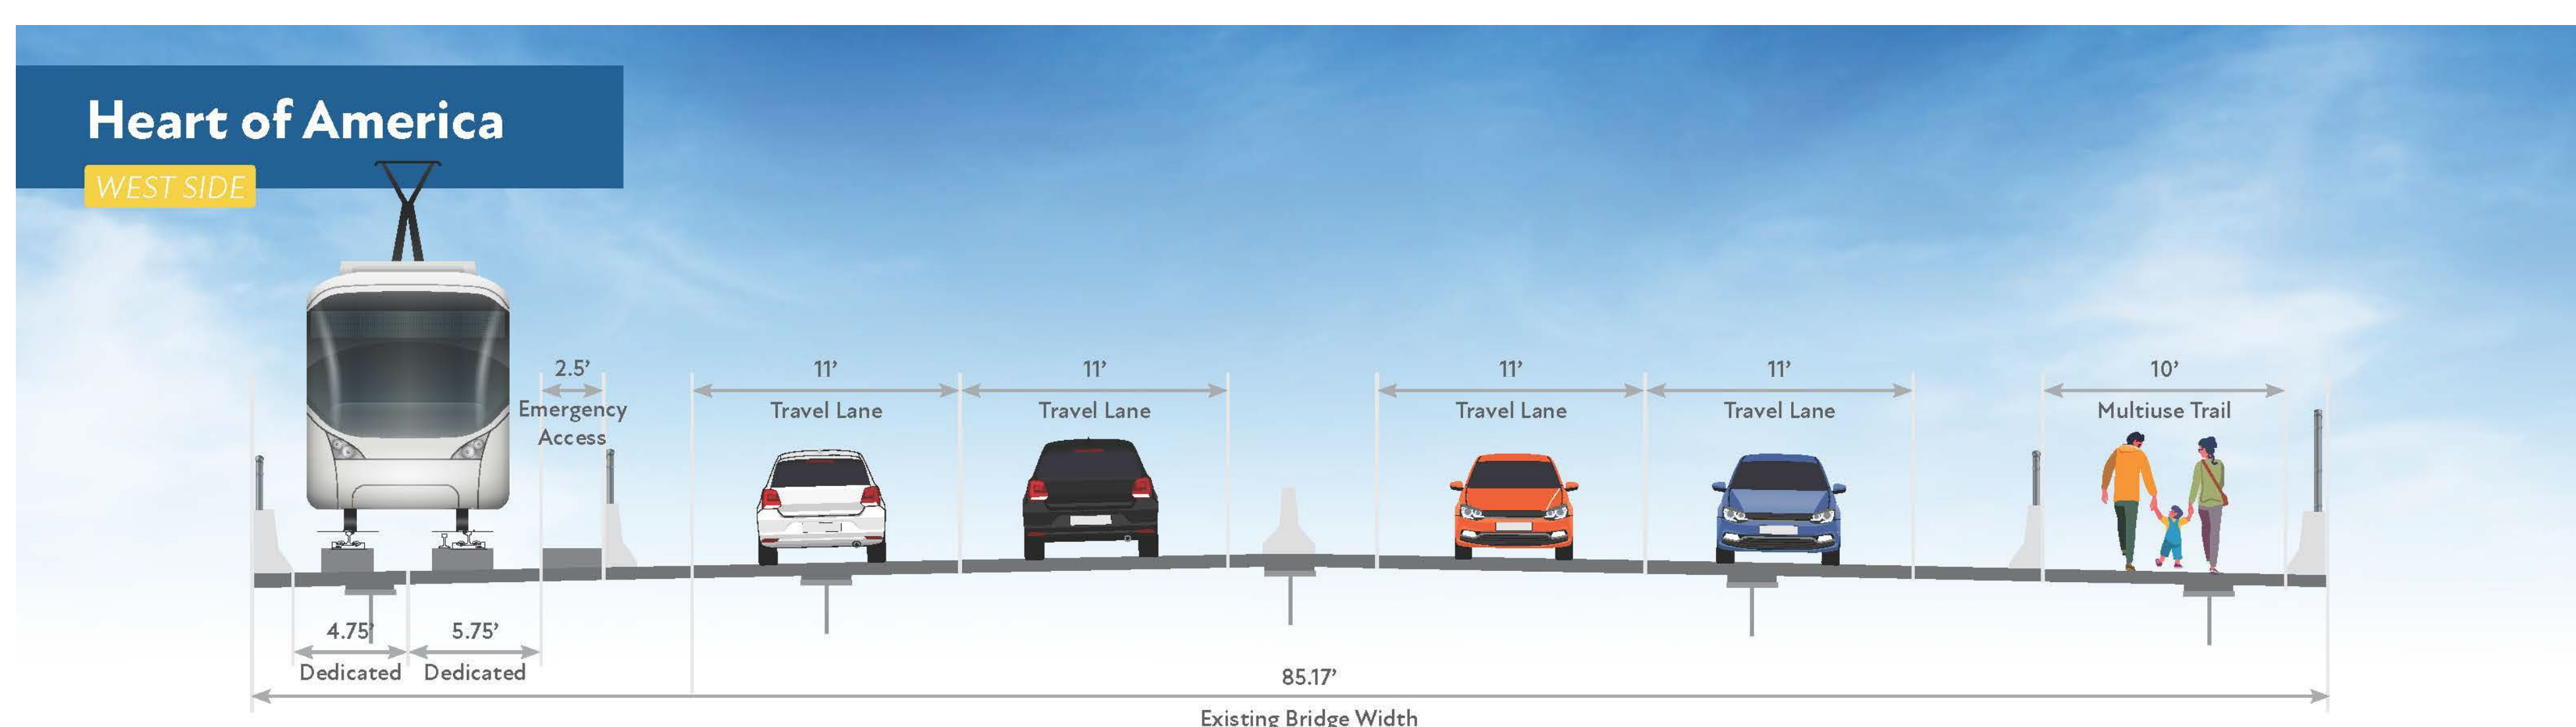 Heart of America
WEST SIDE
2.5’
Emergency
Access
11’
Travel Lane
11’
Travel Lane
11’
Travel Lane
11’
Travel Lane
10’
Multiuse Trail
4.75’
Dedicated
5.75’
Dedicated
85.17’
Existing Bridge Width